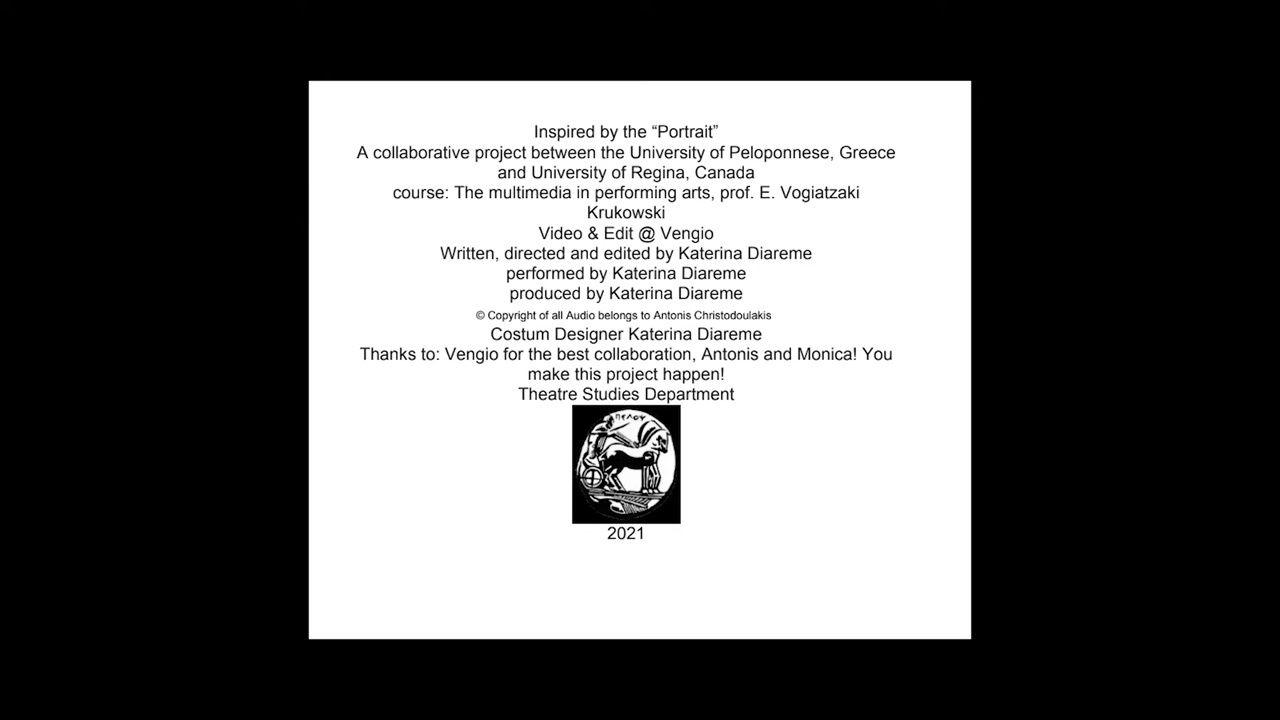 Inspired by the “Portrait”
A collaborative project between the University of Peloponnese, Greece
and University of Regina, Canada
course: The multimedia in performing arts, prof. E. Vogiatzaki
Krukowski
Video & Edit @ Vengio
Written, directed and edited by Katerina Diareme
performed by Katerina Diareme
produced by Katerina Diareme
© Copyright of all Audio belongs to Antonis Christodoulakis
Costum Designer Katerina Diareme
Thanks to: Vengio for the best collaboration, Antonis and Monica! You
make this project happen!
Theatre Studies Department
ΠΕΛΟΥ
2021